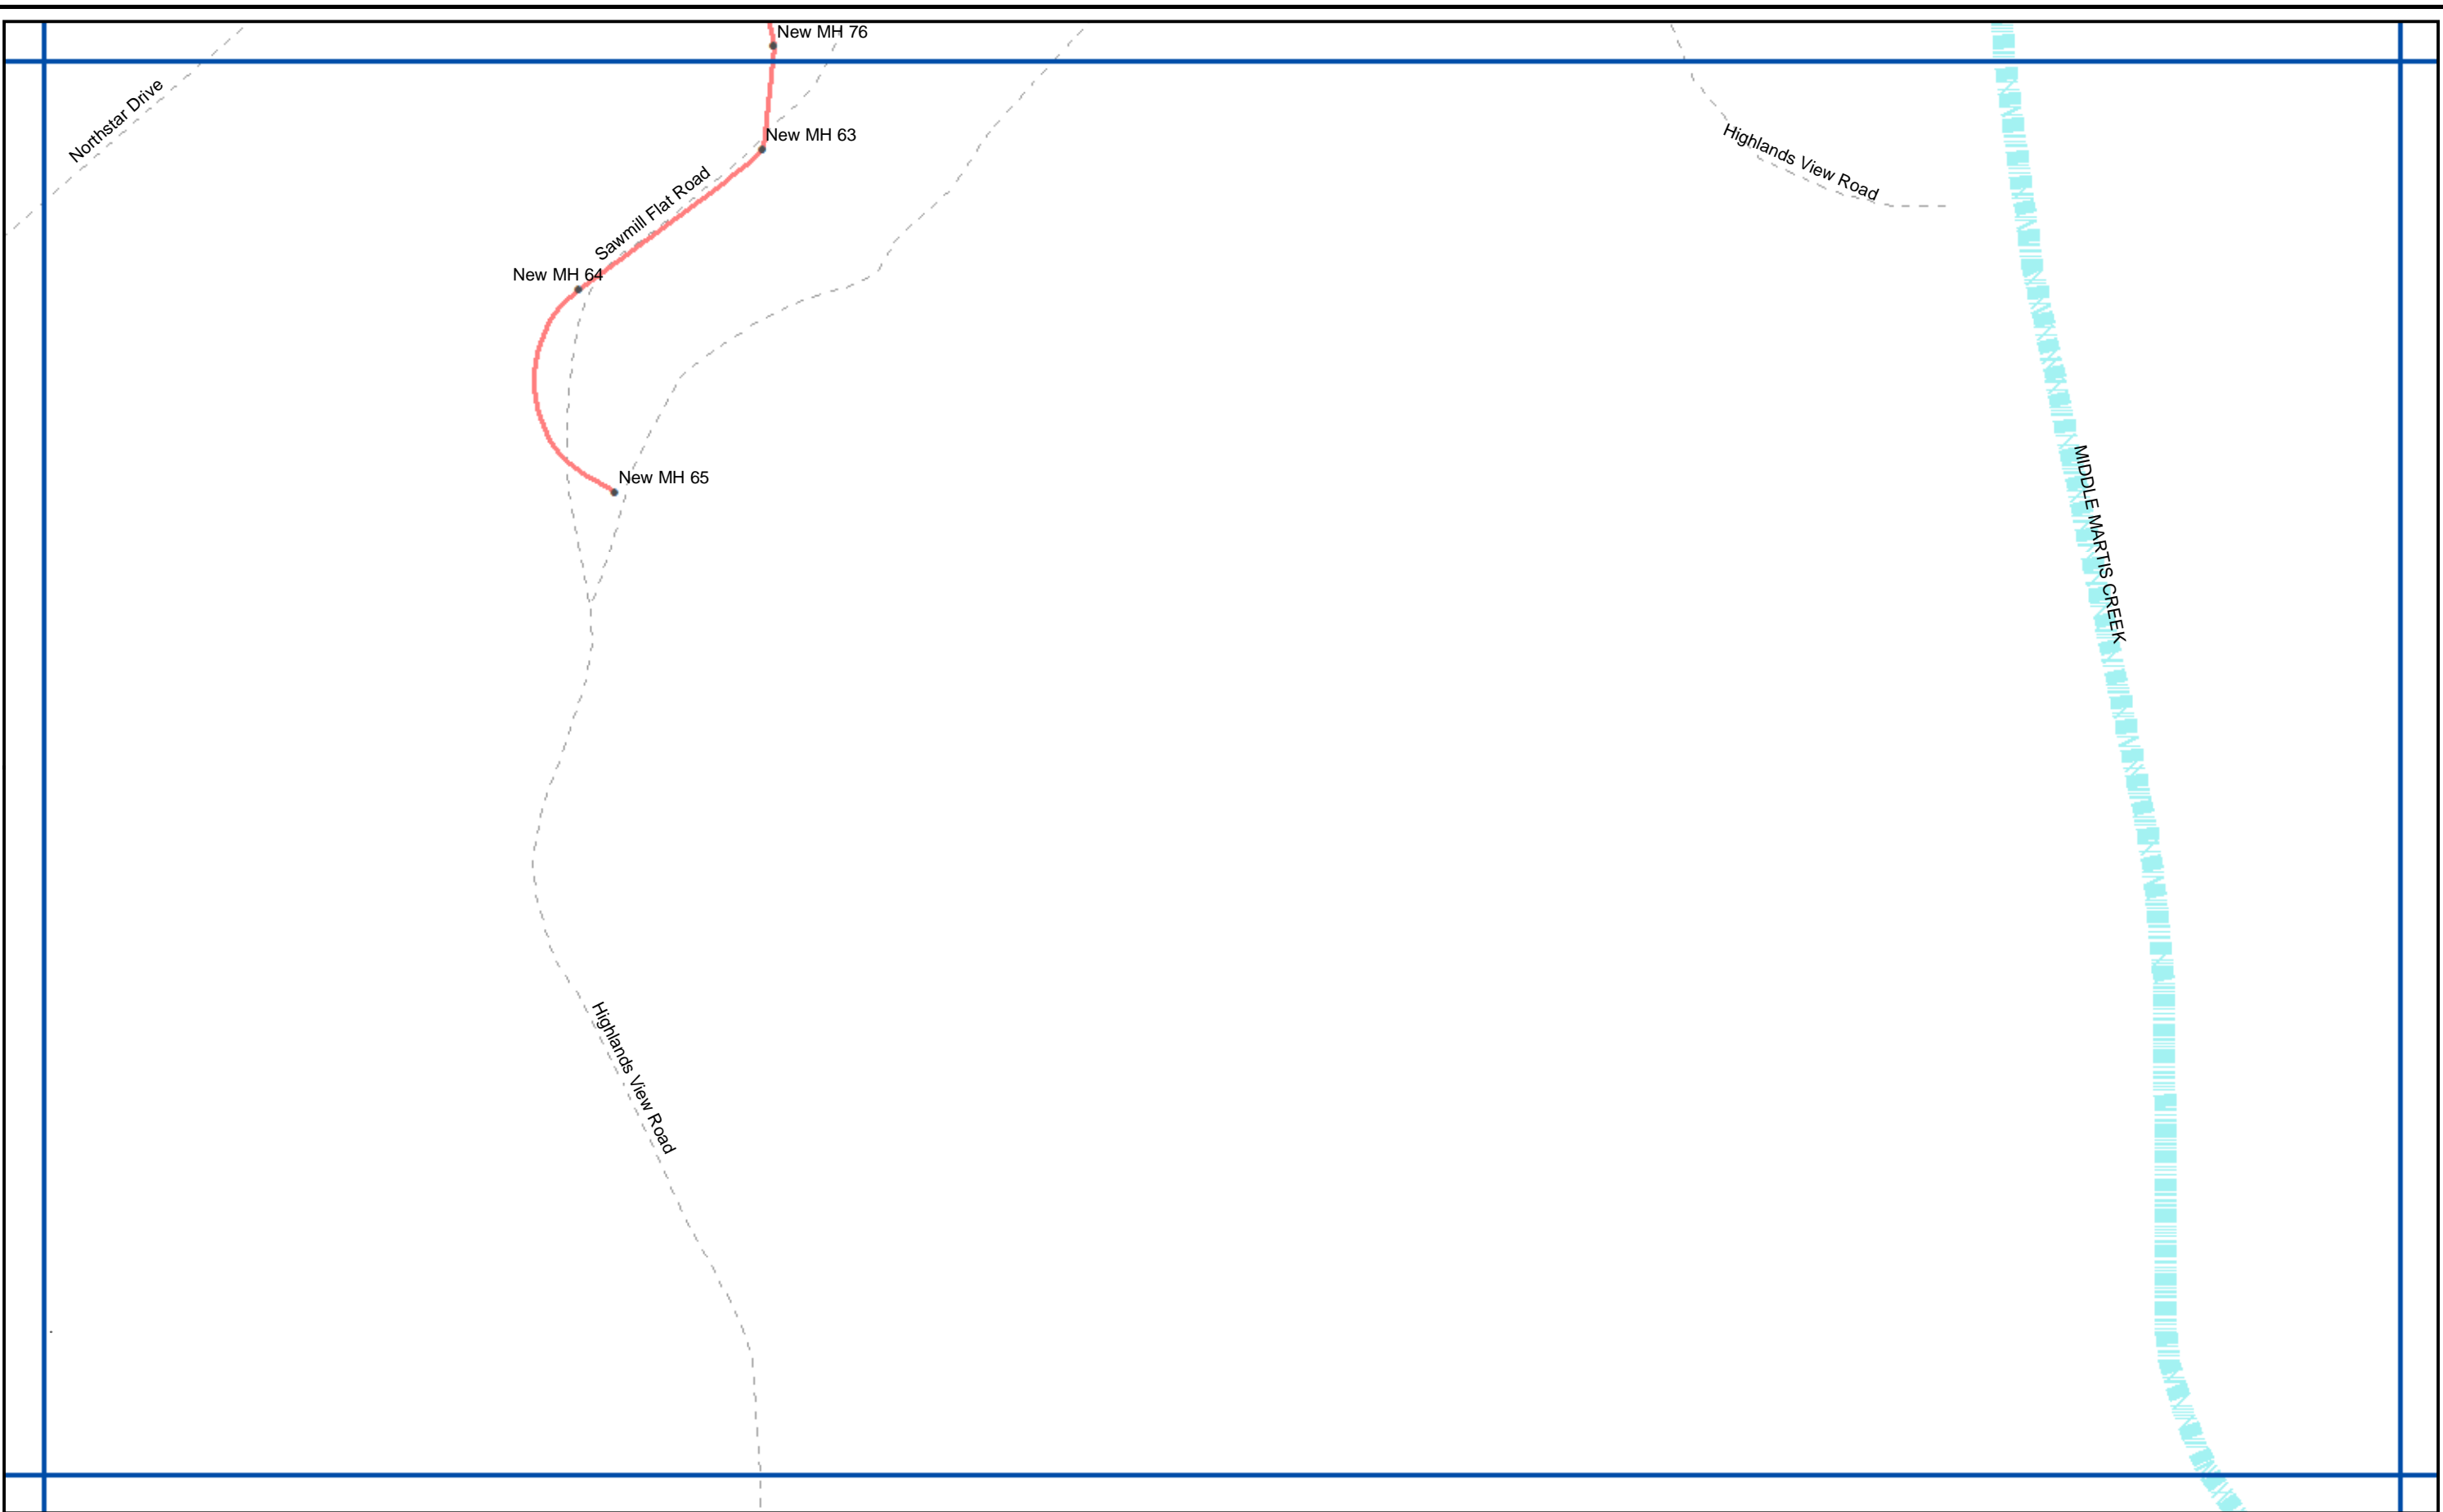 New MH 76
Northstar Drive
New MH 63
Highlands View Road
Sawmill Flat Road
New MH 64
New MH 65
MIDDLE MARTIS CREEK
Highlands View Road